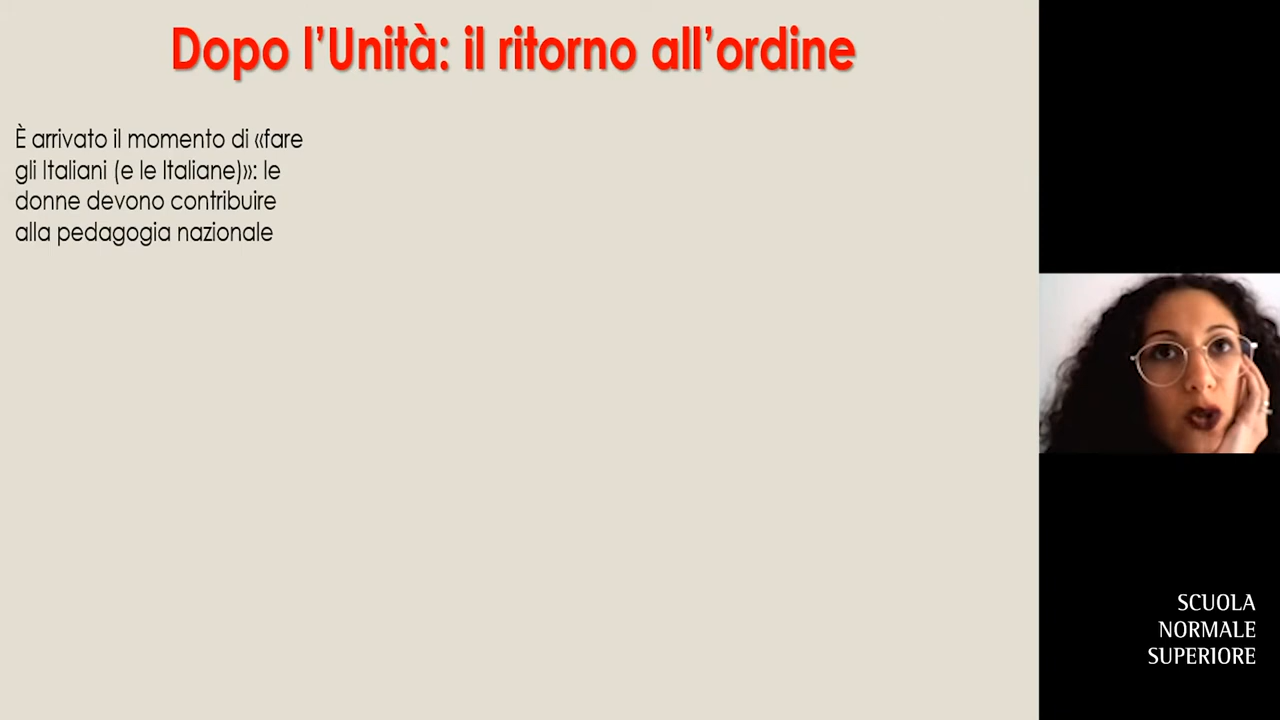 Dopo l’Unità: il ritorno all’ordine
È arrivato il momento di «fare
gli Italiani (e le Italiane)»: le
donne devono contribuire
alla pedagogia nazionale
SCUOLA
NORMALE
SUPERIORE